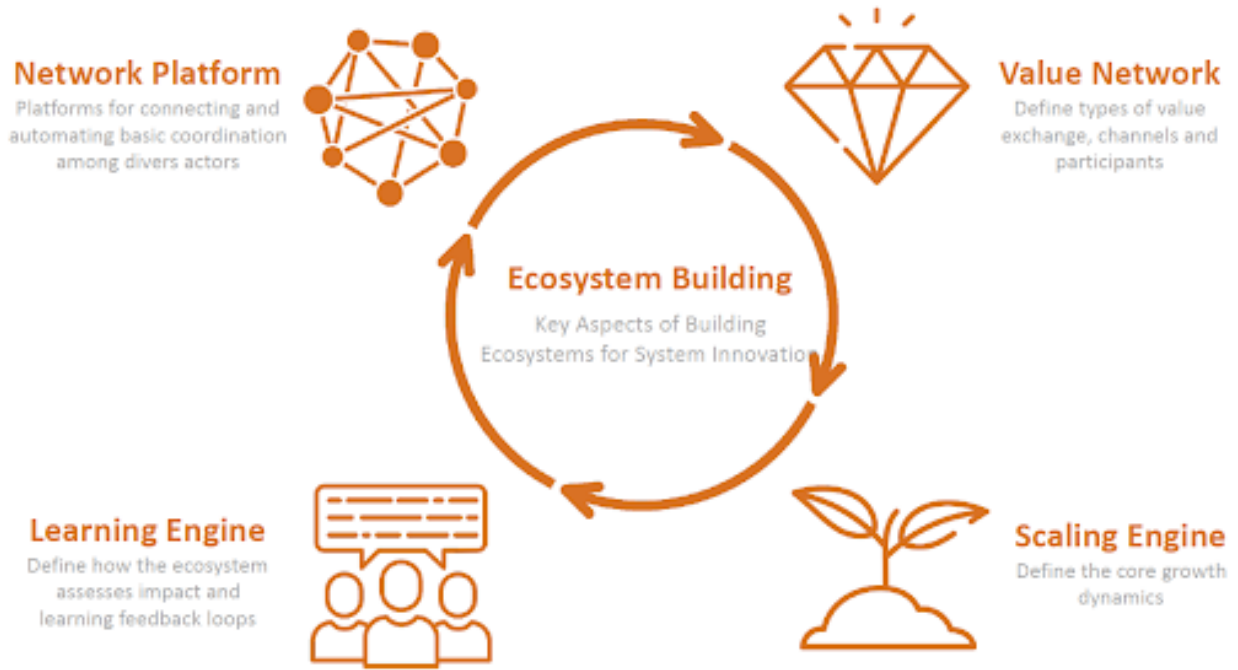 Network Platform
Platforms for connecting and
automating basic coordination
among divers actors
Value Network
Define types of value
exchange, channels and
participants
Ecosystem Building
Key Aspects of Building
Ecosystems for System Innovation
Learning Engine
Define how the ecosystem
assesses impact and
learning feedback loops
Scaling Engine
Define the core growth
dynamics